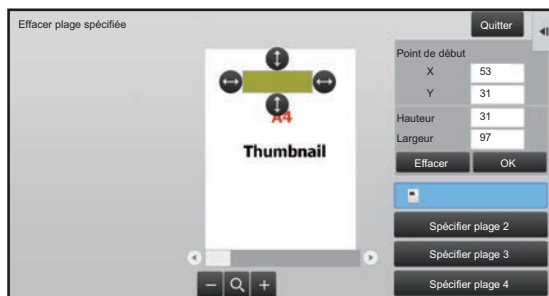 Effacer plage spécifiée
Quitter
Point de début
X 53
Y 31
Hauteur 31
Largeur 97
Effacer OK
A4
Thumbnail
Spécifier plage 2
Spécifier plage 3
Spécifier plage 4